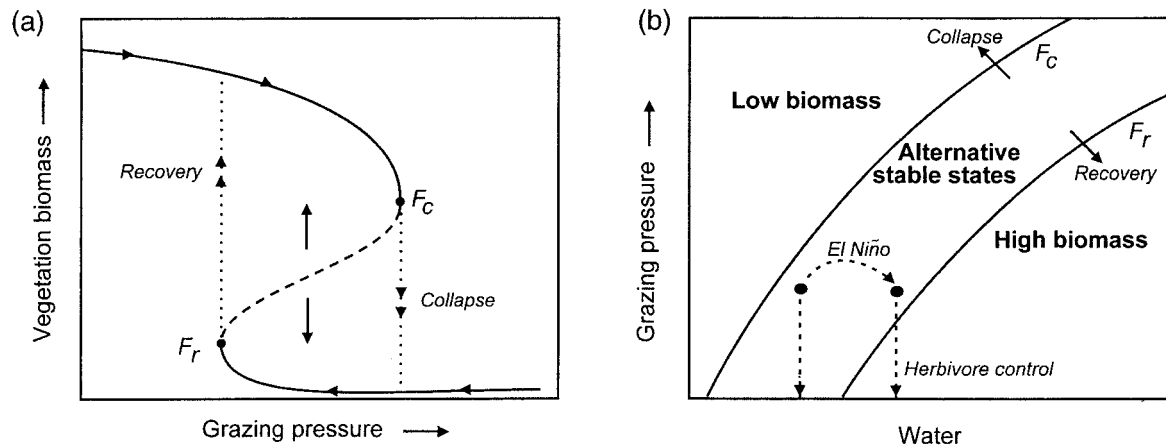 (a)
Vegetation biomass
Recovery
Fc
Fr
Collapse
Grazing pressure
(b)
Grazing pressure
Collapse
Fc
Low biomass
Fr
Alternative
stable states
Recovery
High biomass
El Niño
Herbivore control
Water